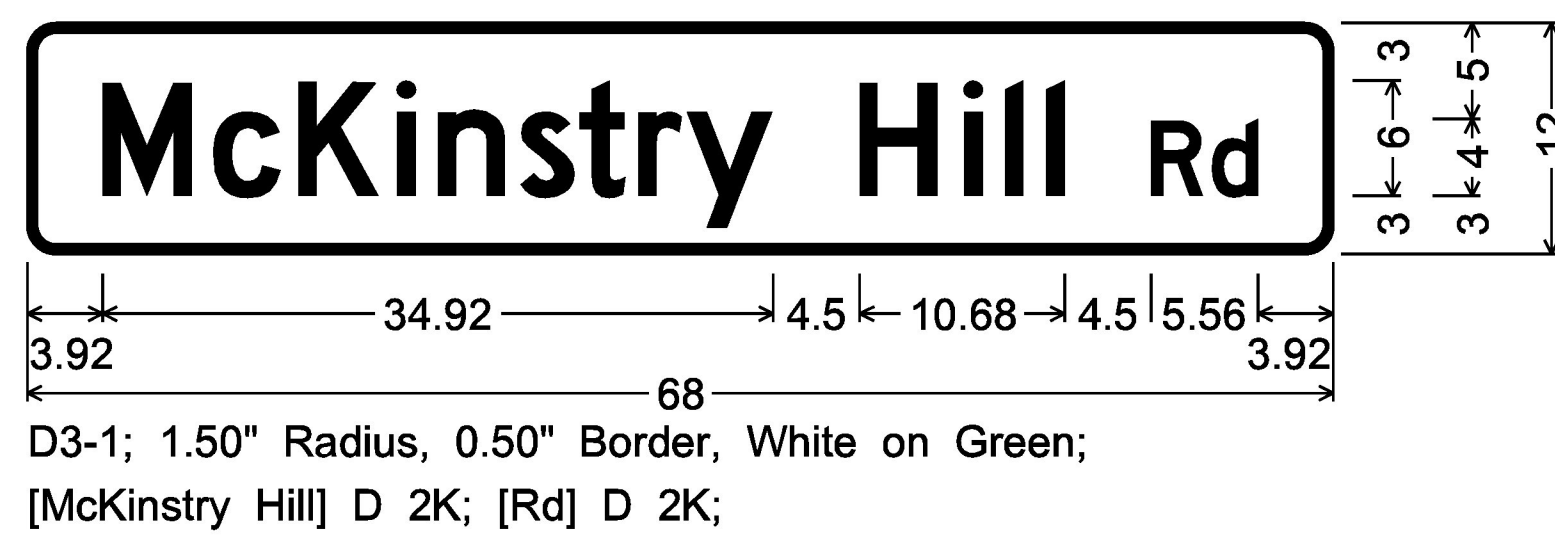 McKinstry Hill Rd
3 6 3
5 4 3
12
34.92 4.5 10.68 4.5 5.56
3.92 3.92
68
D3-1; 1.50" Radius, 0.50" Border, White on Green;
[McKinstry Hill] D 2K; [Rd] D 2K;